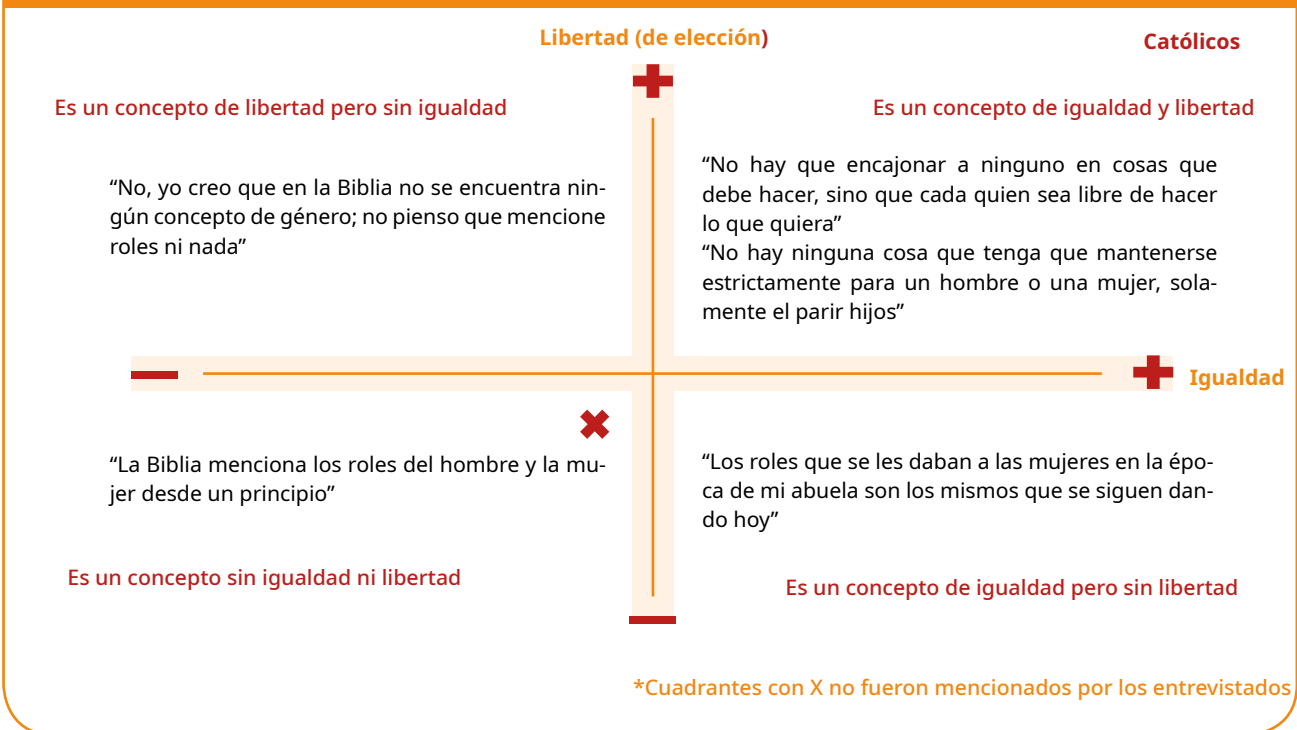 Libertad (de elección)
Católicos
Es un concepto de libertad pero sin igualdad
Es un concepto de igualdad y libertad
“No, yo creo que en la Biblia no se encuentra nin-
gún concepto de género; no pienso que mencione
roles ni nada”
“No hay que encajonar a ninguno en cosas que
debe hacer, sino que cada quien sea libre de hacer
lo que quiera”
“No hay ninguna cosa que tenga que mantenerse
estrictamente para un hombre o una mujer, sola-
mente el parir hijos”
Igualdad
“La Biblia menciona los roles del hombre y la mu-
jer desde un principio”
“Los roles que se les daban a las mujeres en la épo-
ca de mi abuela son los mismos que se siguen dan-
do hoy”
Es un concepto sin igualdad ni libertad
Es un concepto de igualdad pero sin libertad
*Cuadrantes con X no fueron mencionados por los entrevistados